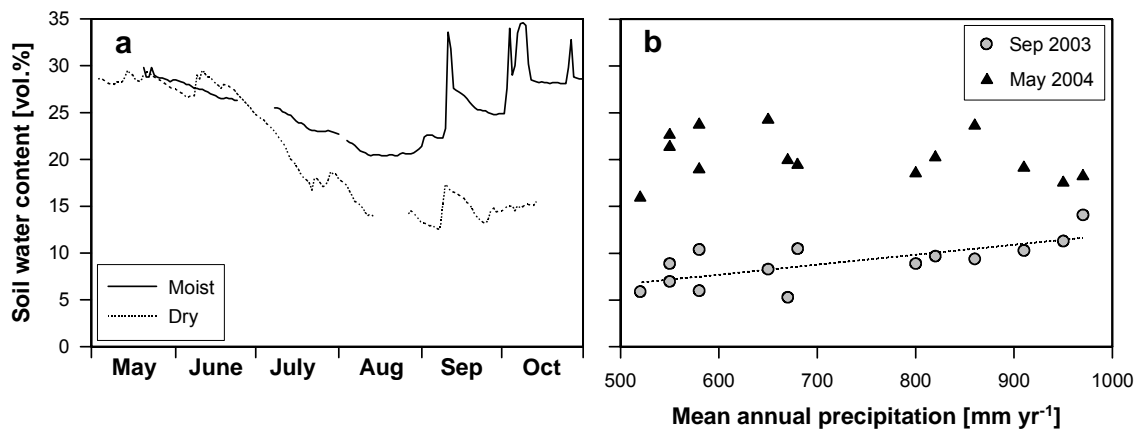 a
b
Soil water content [vol.%]
35
30
25
20
15
10
5
0
Moist
Dry
May June July Aug Sep Oct
Sep 2003
May 2004
500 600 700 800 900 1000
Mean annual precipitation [mm yr⁻¹]